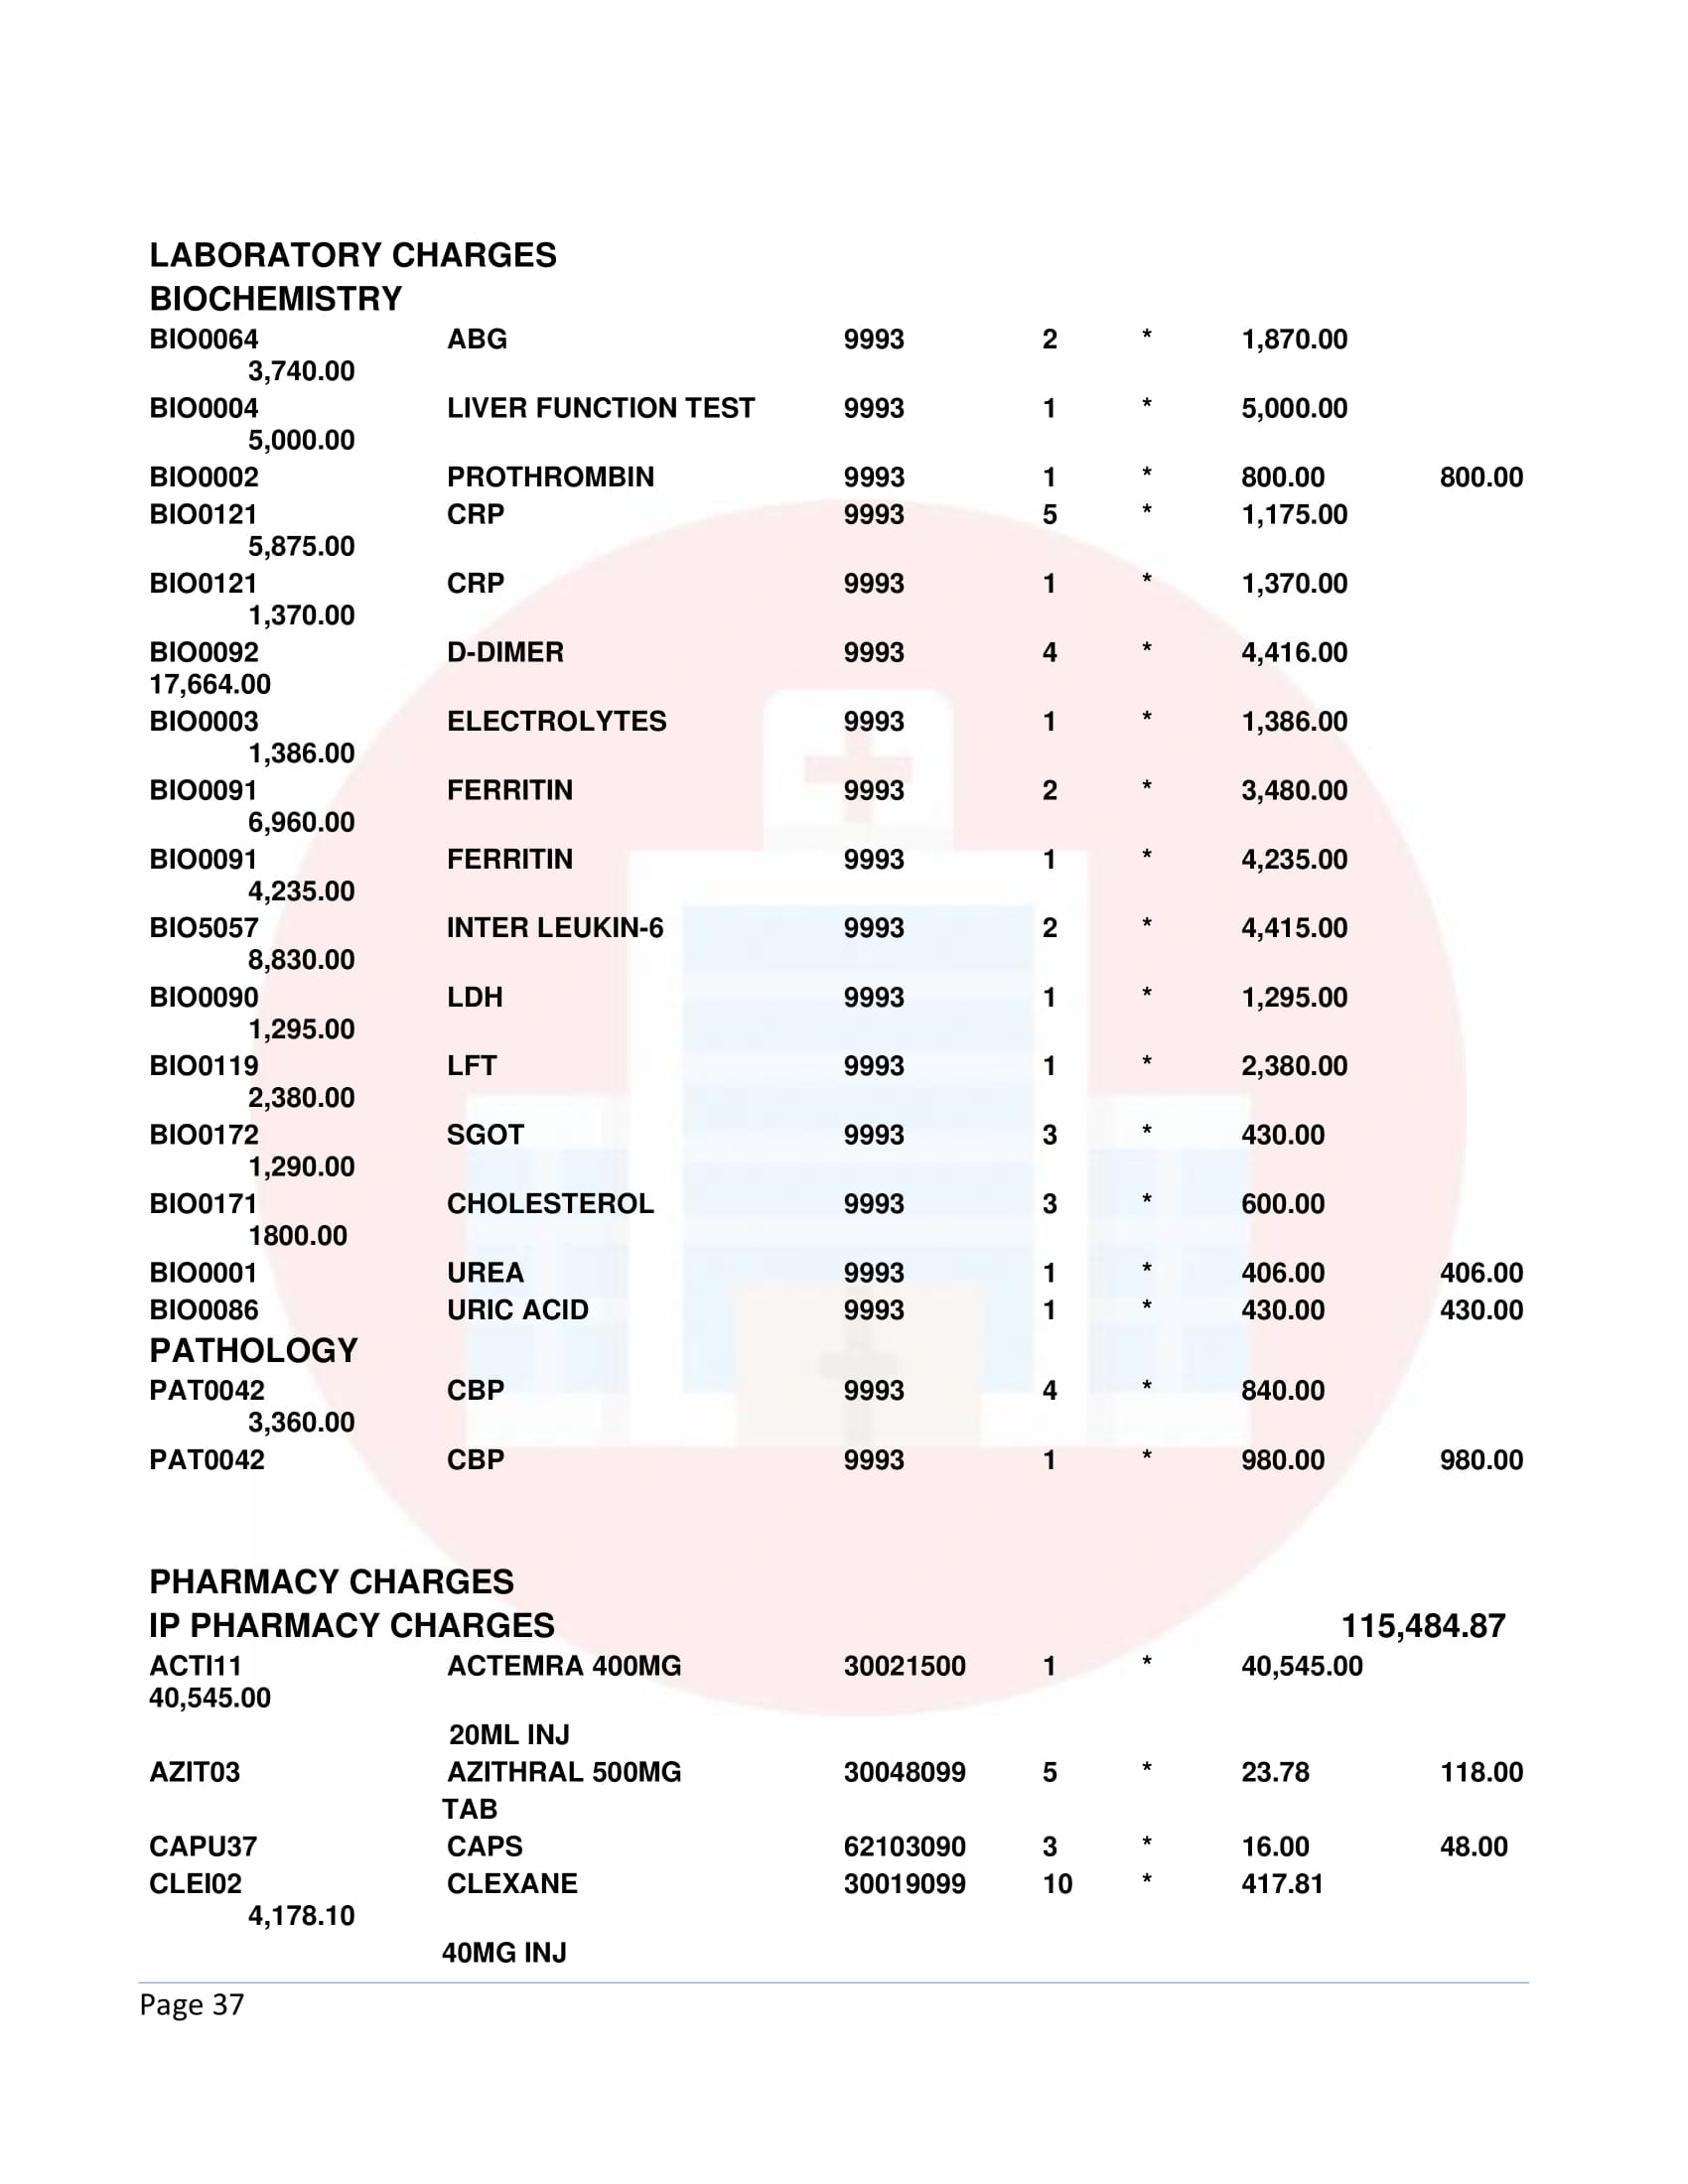 LABORATORY CHARGES
BIOCHEMISTRY
BIO0064 ABG 9993 2 * 1,870.00
3,740.00
BIO0004 LIVER FUNCTION TEST 9993 1 * 5,000.00
5,000.00
BIO0002 PROTHROMBIN 9993 1 * 800.00 800.00
BIO0121 CRP 9993 5 * 1,175.00
5,875.00
BIO0121 CRP 9993 1 * 1,370.00
1,370.00
BIO0092 D-DIMER 9993 4 * 4,416.00
17,664.00
BIO0003 ELECTROLYTES 9993 1 * 1,386.00
1,386.00
BIO0091 FERRITIN 9993 2 * 3,480.00
6,960.00
BIO0091 FERRITIN 9993 1 * 4,235.00
4,235.00
BIO5057 INTER LEUKIN-6 9993 2 * 4,415.00
8,830.00
BIO0090 LDH 9993 1 * 1,295.00
1,295.00
BIO0119 LFT 9993 1 * 2,380.00
2,380.00
BIO0172 SGOT 9993 3 * 430.00
1,290.00
BIO0171 CHOLESTEROL 9993 3 * 600.00
1800.00
BIO0001 UREA 9993 1 * 406.00 406.00
BIO0086 URIC ACID 9993 1 * 430.00 430.00
PATHOLOGY
PAT0042 CBP 9993 4 * 840.00
3,360.00
PAT0042 CBP 9993 1 * 980.00 980.00
PHARMACY CHARGES
IP PHARMACY CHARGES 115,484.87
ACTI11 ACTEMRA 400MG 30021500 1 * 40,545.00
40,545.00
20ML INJ
AZIT03 AZITHRAL 500MG 30048099 5 * 23.78 118.00
TAB
CAPU37 CAPS 62103090 3 * 16.00 48.00
CLEI02 CLEXANE 30019099 10 * 417.81
4,178.10
40MG INJ
Page 37